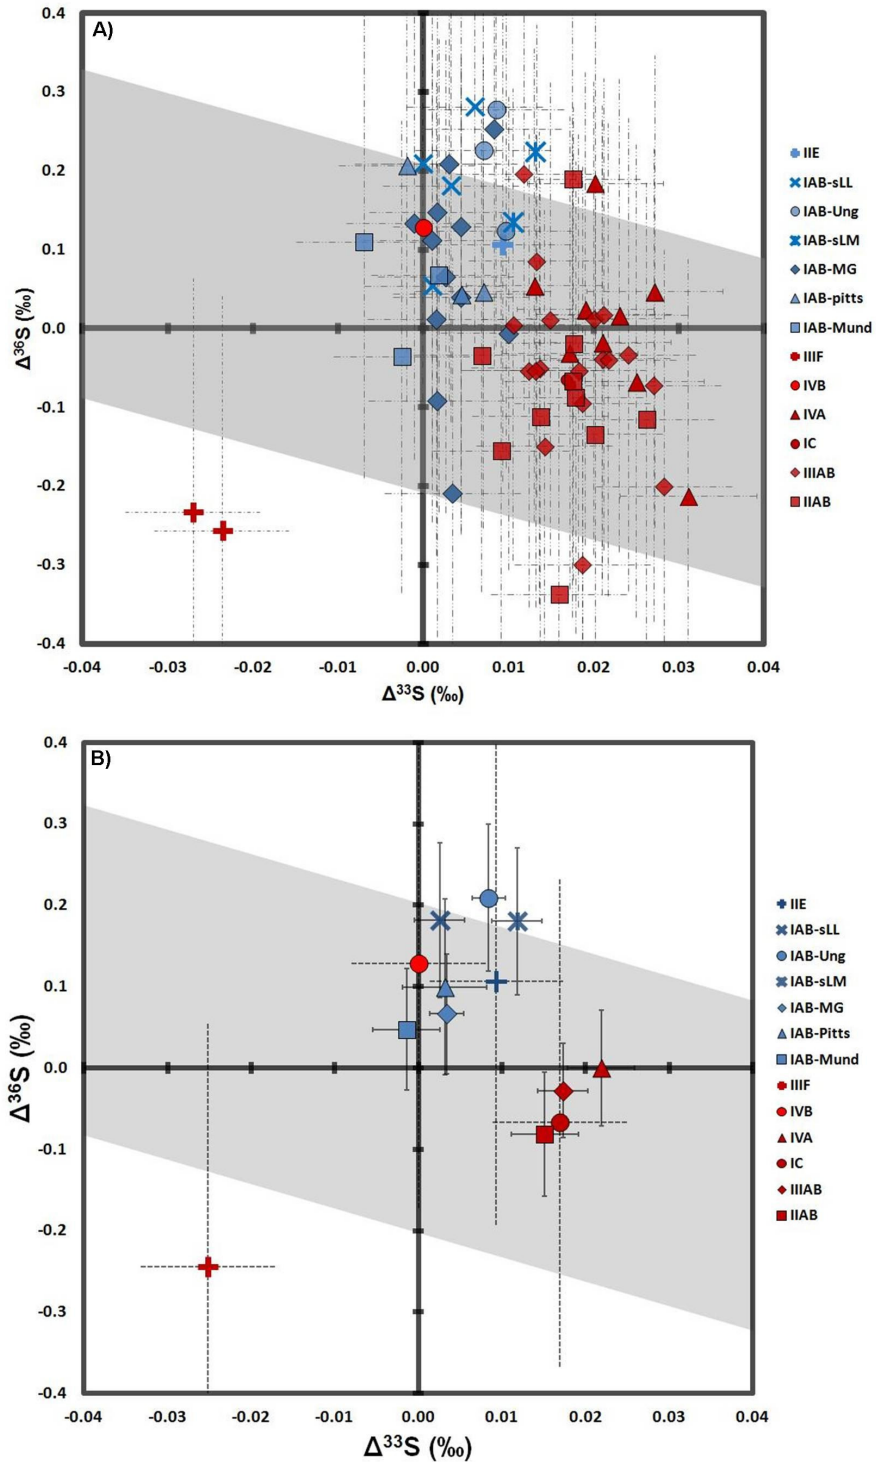 A)
0.4
0.3
0.2
0.1
0.0
-0.1
-0.2
-0.3
-0.4
Δ36S (‰)
-0.04 -0.03 -0.02 -0.01 0.00 0.01 0.02 0.03 0.04
Δ33S (‰)
IIE
IAB-sLL
IAB-Ung
IAB-sLM
IAB-MG
IAB-pitts
IAB-Mund
IIIF
IVB
IVA
IC
IIIAB
IIAB
B)
0.4
0.3
0.2
0.1
0.0
-0.1
-0.2
-0.3
-0.4
Δ36S (‰)
-0.04 -0.03 -0.02 -0.01 0.00 0.01 0.02 0.03 0.04
Δ33S (‰)
IIE
IAB-sLL
IAB-Ung
IAB-sLM
IAB-MG
IAB-Pitts
IAB-Mund
IIIF
IVB
IVA
IC
IIIAB
IIAB